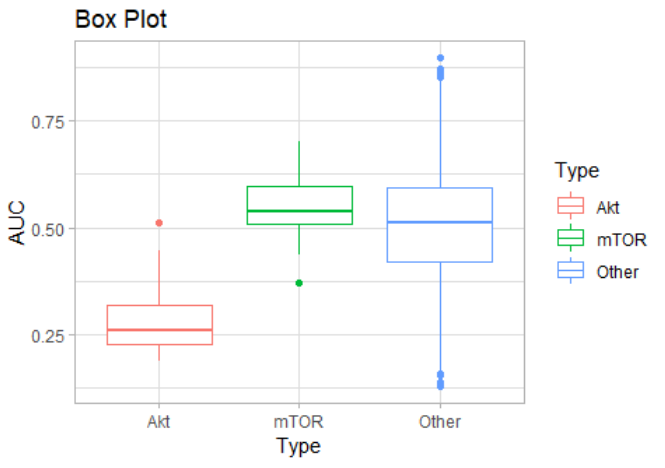 Box Plot
AUC
0.75
0.50
0.25
Akt
mTOR
Other
Type
Type
Akt
mTOR
Other